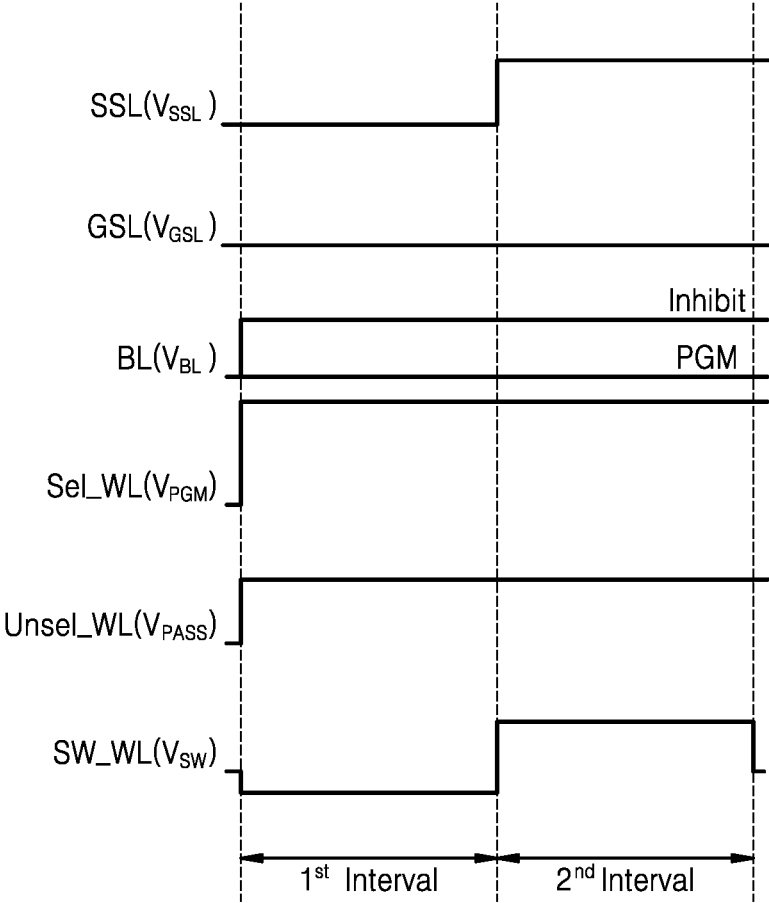 SSL(VSSL)
GSL(VGSL)
Inhibit
BL(VBL)
PGM
Sel_WL(VPGM)
Unsel_WL(VPASS)
SW_WL(VSW)
1st Interval
2nd Interval